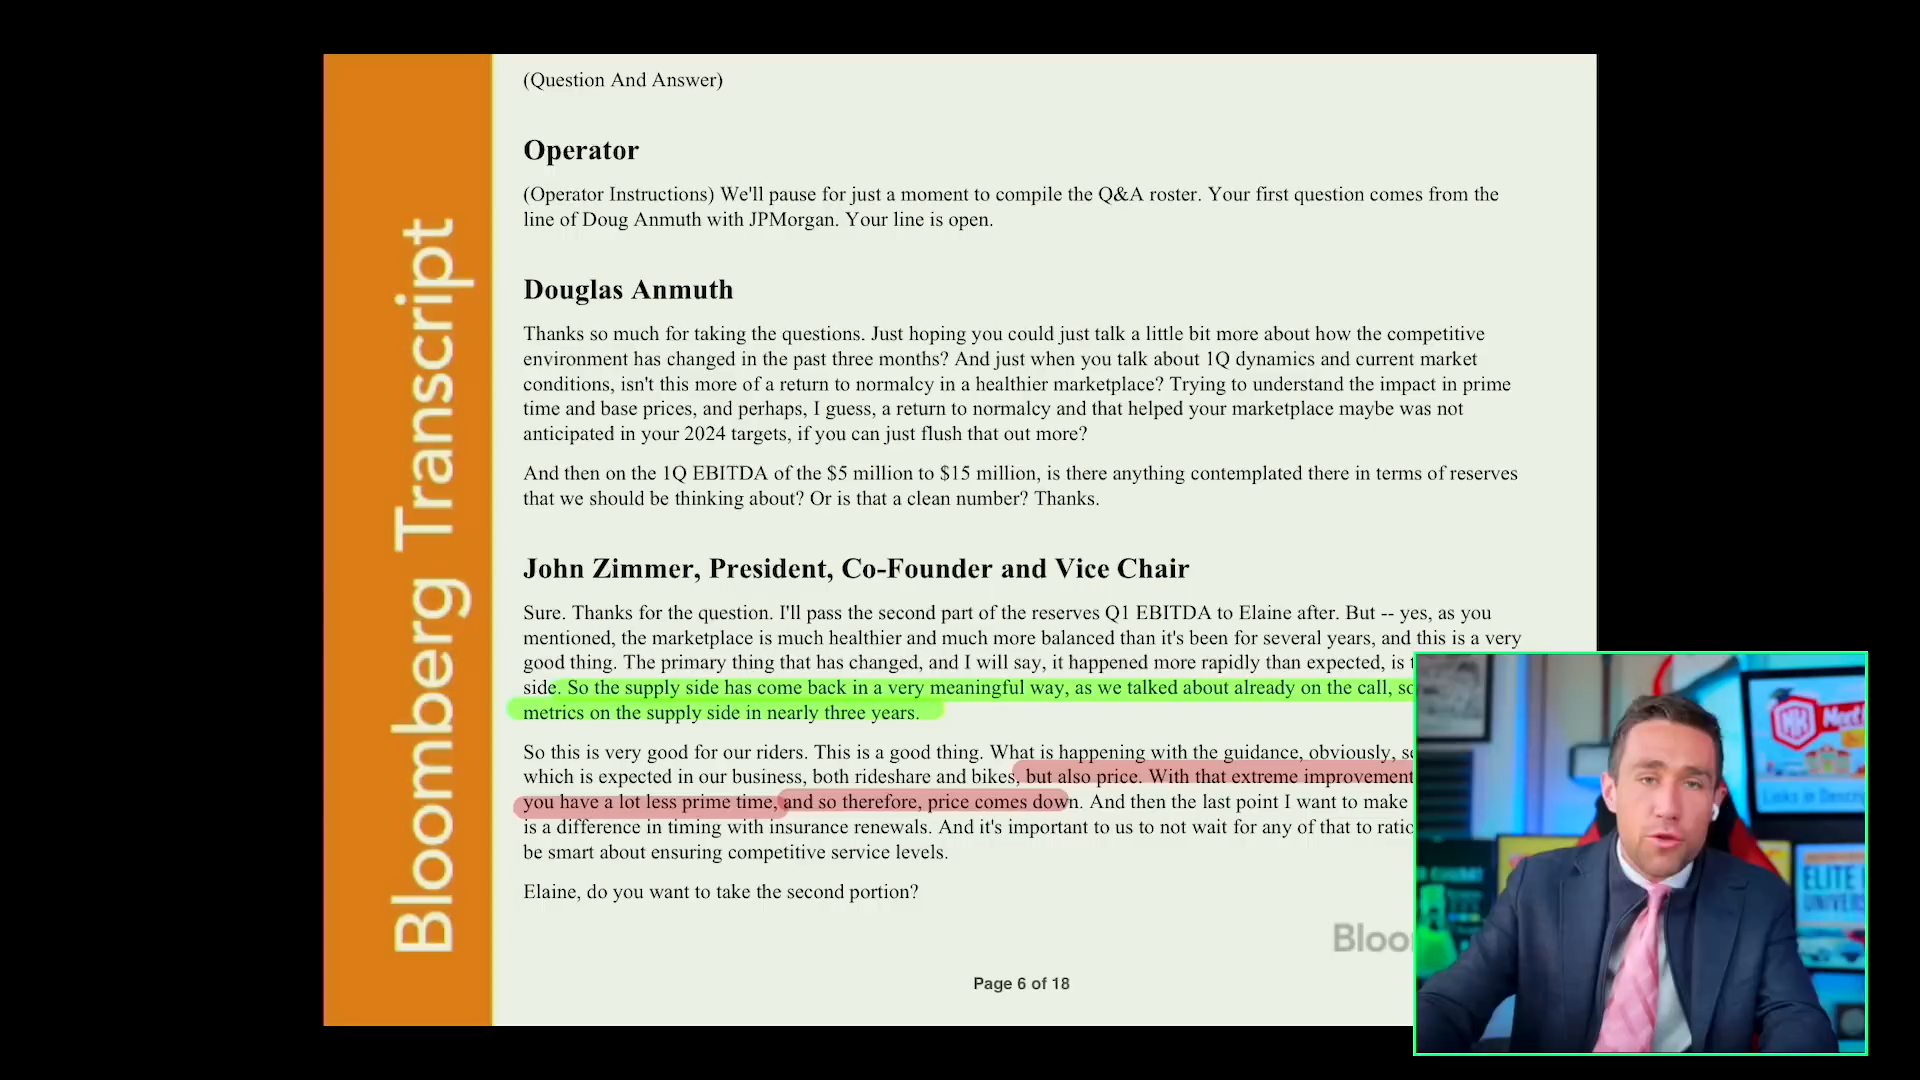 Bloomberg Transcript
(Question And Answer)
Operator
(Operator Instructions) We'll pause for just a moment to compile the Q&A roster. Your first question comes from the
line of Doug Anmuth with JPMorgan. Your line is open.
Douglas Anmuth
Thanks so much for taking the questions. Just hoping you could just talk a little bit more about how the competitive
environment has changed in the past three months? And just when you talk about 1Q dynamics and current market
conditions, isn't this more of a return to normalcy in a healthier marketplace? Trying to understand the impact in prime
time and base prices, and perhaps, I guess, a return to normalcy and that helped your marketplace maybe was not
anticipated in your 2024 targets, if you can just flush that out more?
And then on the 1Q EBITDA of the $5 million to $15 million, is there anything contemplated there in terms of reserves
that we should be thinking about? Or is that a clean number? Thanks.
John Zimmer, President, Co-Founder and Vice Chair
Sure. Thanks for the question. I'll pass the second part of the reserves Q1 EBITDA to Elaine after. But -- yes, as you
mentioned, the marketplace is much healthier and much more balanced than it's been for several years, and this is a very
good thing. The primary thing that has changed, and I will say, it happened more rapidly than expected, is
side. So the supply side has come back in a very meaningful way, as we talked about already on the call, so
metrics on the supply side in nearly three years.
So this is very good for our riders. This is a good thing. What is happening with the guidance, obviously,
which is expected in our business, both rideshare and bikes, but also price. With that extreme improvement
you have a lot less prime time, and so therefore, price comes down. And then the last point I want to make
is a difference in timing with insurance renewals. And it's important to us to not wait for any of that to
be smart about ensuring competitive service levels.
Elaine, do you want to take the second portion?
Page 6 of 18
Links in
ELITE